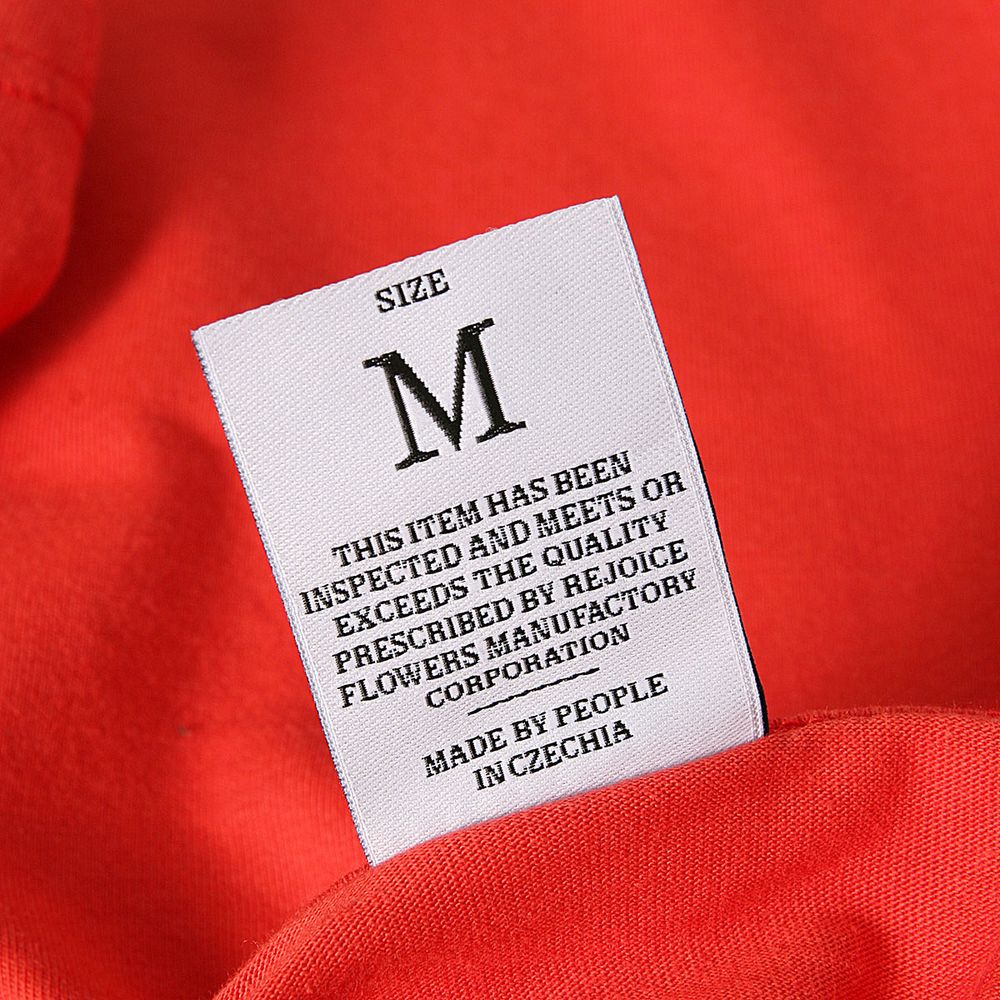 SIZE
M
THIS ITEM HAS BEEN
INSPECTED AND MEETS OR
EXCEEDS THE QUALITY
PRESCRIBED BY REJOICE
FLOWERS MANUFACTORY
CORPORATION
MADE BY PEOPLE
IN CZECHIA